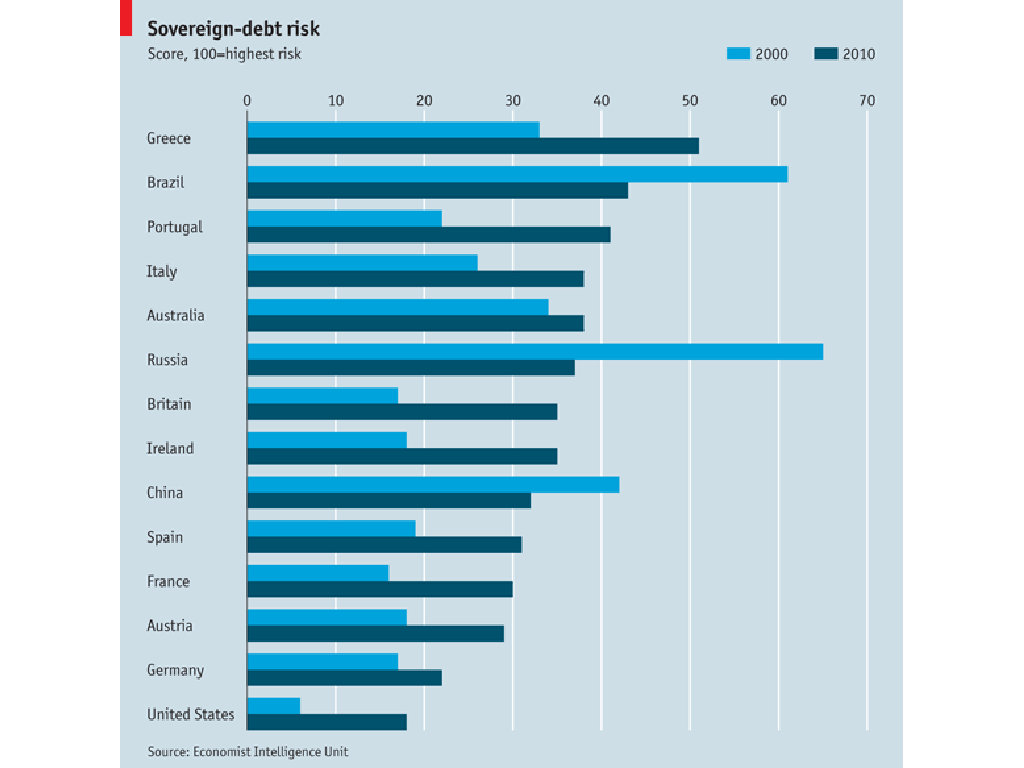 Sovereign-debt risk
Score, 100=highest risk
2000 2010
0 10 20 30 40 50 60 70
Greece
Brazil
Portugal
Italy
Australia
Russia
Britain
Ireland
China
Spain
France
Austria
Germany
United States
Source: Economist Intelligence Unit